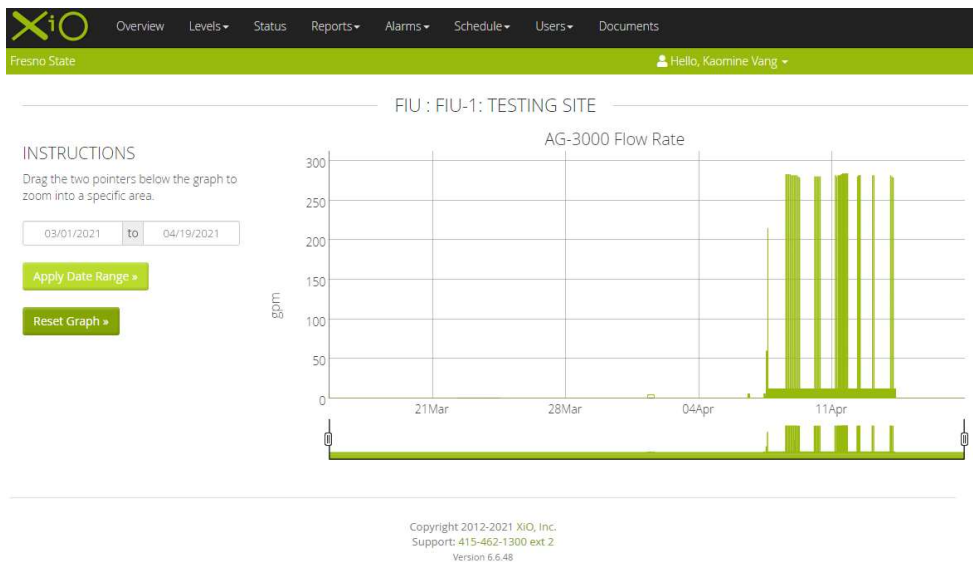 XiO Overview Levels Status Reports Alarms Schedule Users Documents
Fresno State Hello, Kaomine Vang
FIU : FIU-1: TESTING SITE
INSTRUCTIONS
Drag the two pointers below the graph to
zoom into a specific area.
03/01/2021 to 04/19/2021
Apply Date Range »
Reset Graph »
AG-3000 Flow Rate
gpm
300
250
200
150
100
50
0
21Mar 28Mar 04Apr 11Apr
Copyright 2012-2021 XiO, Inc.
Support: 415-462-1300 ext 2
Version 6.6.48